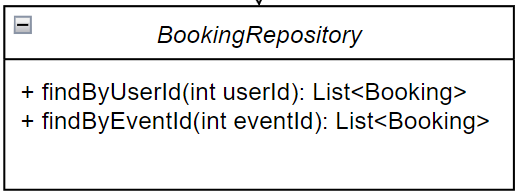 BookingRepository
+ findByUserId(int userId): List<Booking>
+ findByEventId(int eventId): List<Booking>